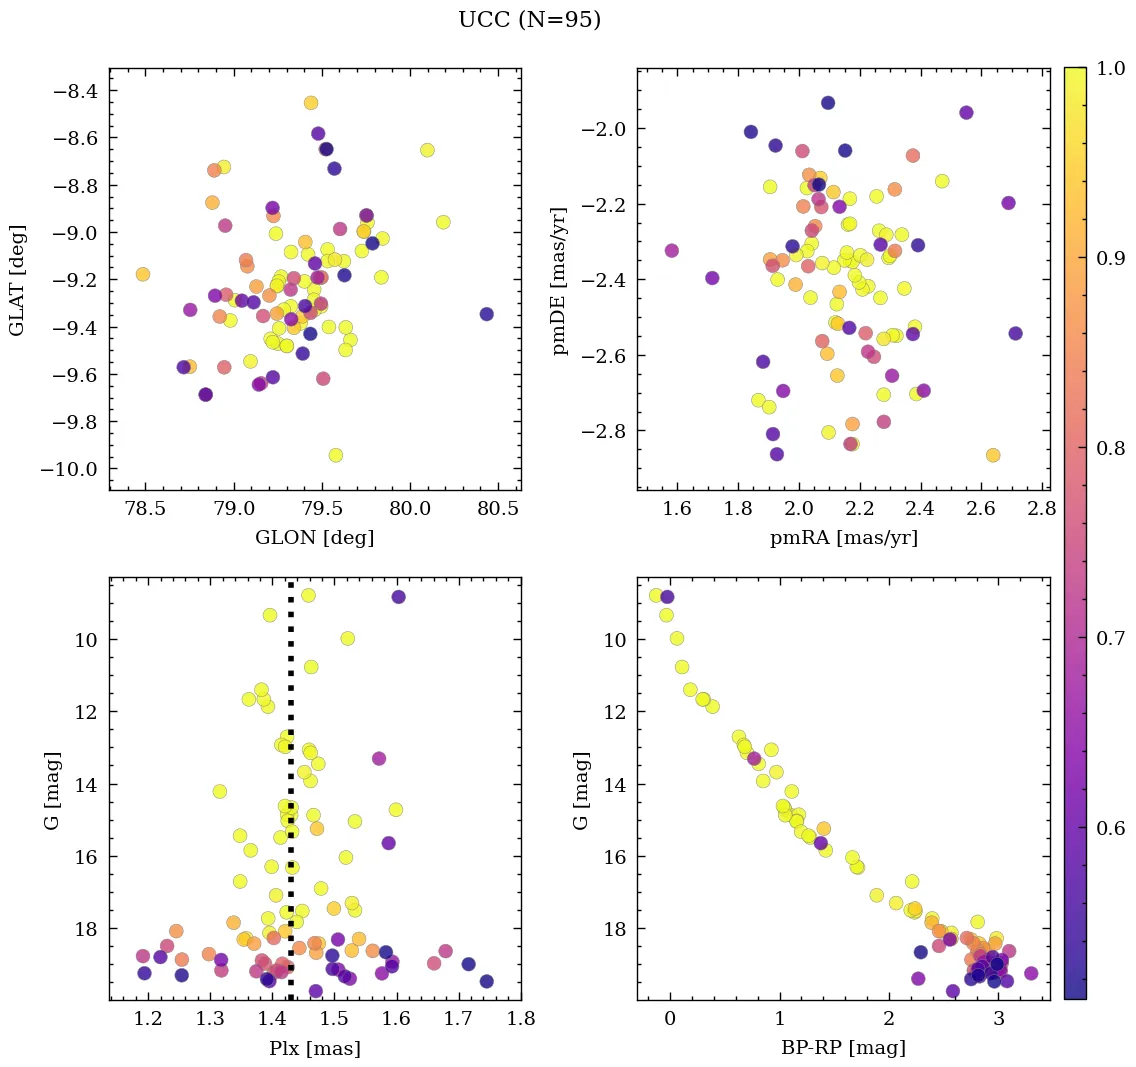 UCC (N=95)
−8.4
−8.6
−8.8
−9.0
−9.2
−9.4
−9.6
−9.8
−10.0
GLAT [deg]
78.5 79.0 79.5 80.0 80.5
GLON [deg]
−2.0
−2.2
−2.4
−2.6
−2.8
pmDE [mas/yr]
1.6 1.8 2.0 2.2 2.4 2.6 2.8
pmRA [mas/yr]
1.0
0.9
0.8
0.7
0.6
10
12
14
16
18
G [mag]
1.2 1.3 1.4 1.5 1.6 1.7 1.8
Plx [mas]
10
12
14
16
18
G [mag]
0 1 2 3
BP-RP [mag]